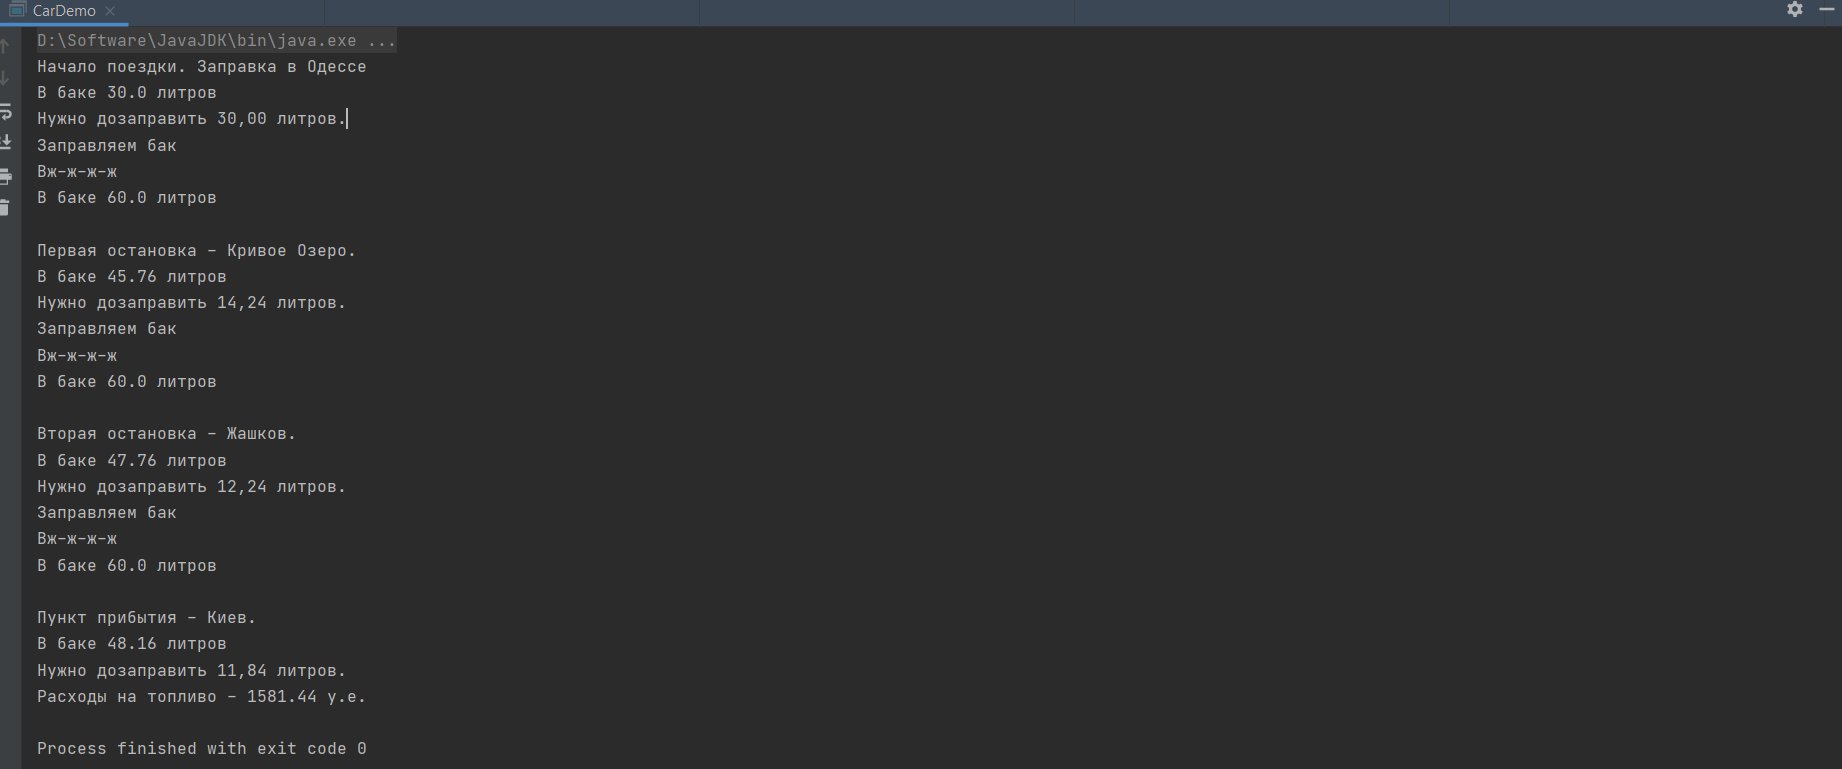 CarDemo
D:\Software\JavaJDK\bin\java.exe ...
Начало поездки. Заправка в Одессе
В баке 30.0 литров
Нужно дозаправить 30,00 литров.
Заправляем бак
Вж-ж-ж-ж
В баке 60.0 литров
Первая остановка - Кривое Озеро.
В баке 45.76 литров
Нужно дозаправить 14,24 литров.
Заправляем бак
Вж-ж-ж-ж
В баке 60.0 литров
Вторая остановка - Жашков.
В баке 47.76 литров
Нужно дозаправить 12,24 литров.
Заправляем бак
Вж-ж-ж-ж
В баке 60.0 литров
Пункт прибытия - Киев.
В баке 48.16 литров
Нужно дозаправить 11,84 литров.
Расходы на топливо - 1581.44 у.е.
Process finished with exit code 0